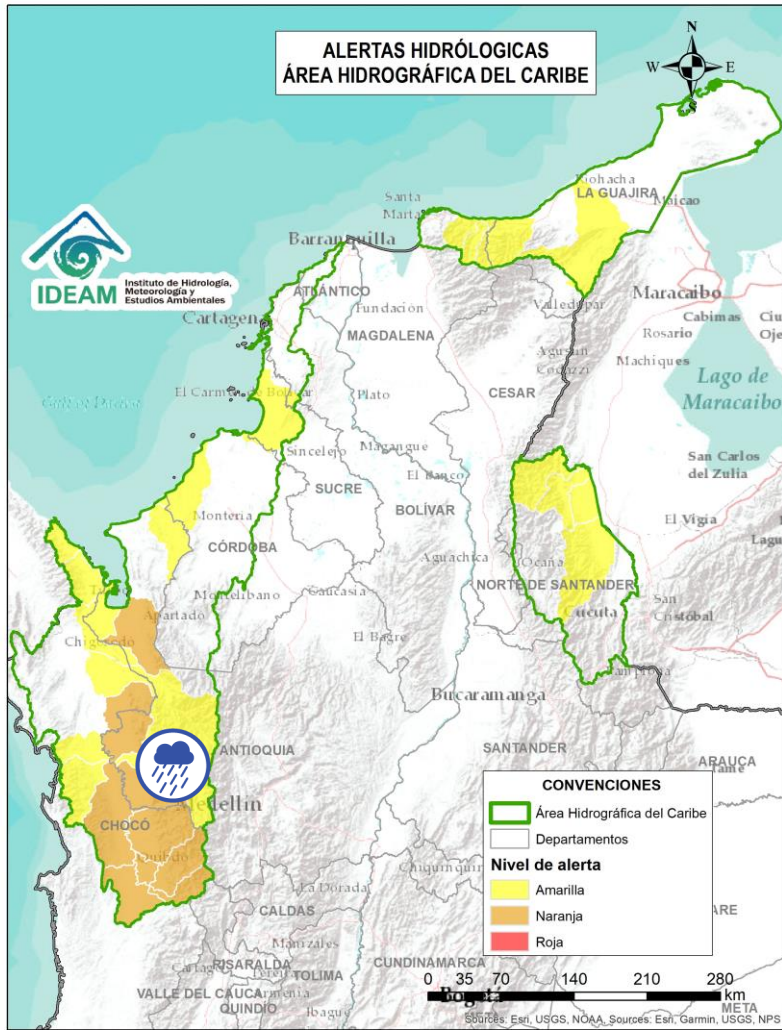 ALERTAS HIDRÓLOGICAS
ÁREA HIDROGRÁFICA DEL CARIBE
N
W
E
S
Riohacha
LA GUAJIRA
Maicao
Santa
Marta
Barranquilla
IDEAM
Instituto de Hidrología,
Meteorología y
Estudios Ambientales
ATLÁNTICO
Cartagena
Fundación
MAGDALENA
Valledupar
Maracaibo
Cabimas
Rosario
Machiques
Agustín
Codazzi
CESAR
Lago de
Maracaibo
El Carmen de Bolívar
Plato
Sincelejo
Magangue
El Banco
SUCRE
BOLÍVAR
San Carlos
del Zulia
Montería
CÓRDOBA
El Vigía
Aguachica
Ocaña
NORTE DE SANTANDER
Cúcuta
San
Cristóbal
Montelibano
Caucasia
Apartado
El Bagre
Bucaramanga
ANTIOQUIA
SANTANDER
ARAUCA
Medellín
CHOCÓ
Quibdó
La Dorada
CALDAS
Manizales
RISARALDA
TOLIMA
CUNDINAMARCA
VALLE DEL CAUCA
Armenia
QUINDÍO
Ibagué
Bogotá
META
CONVENCIONES
Área Hidrográfica del Caribe
Departamentos
Nivel de alerta
Amarilla
Naranja
Roja
0 35 70 140 210 280
km
Sources: Esri, USGS, NOAA, Sources: Esri, Garmin, USGS, NPS